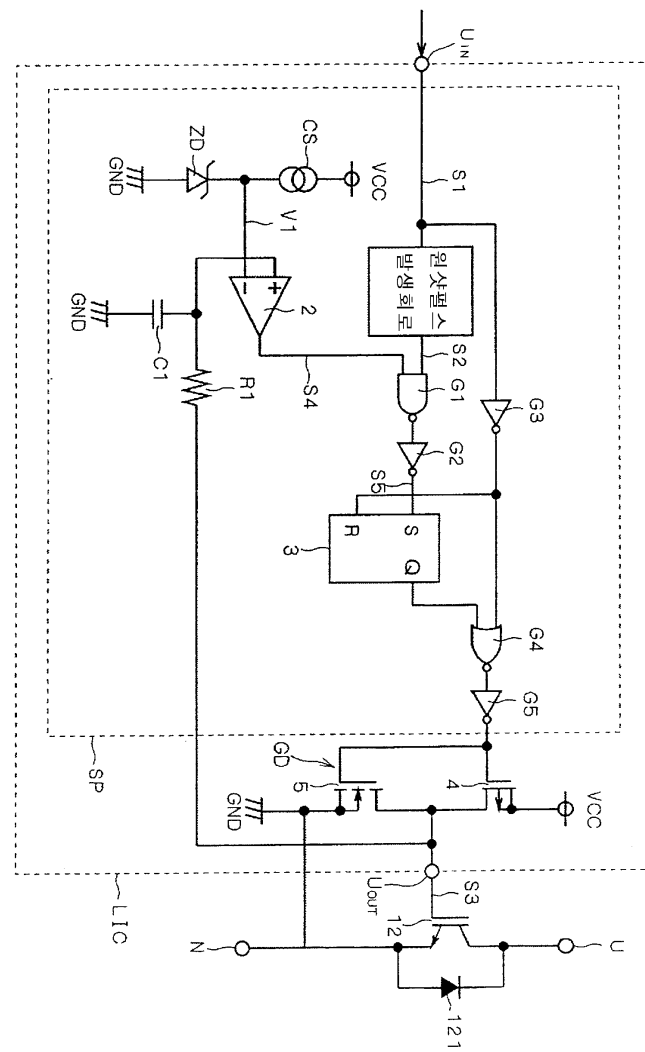 U_IN
S1
원샷펄스
발생회로
S2
G3
VCC
CS
ZD
GND
V1
+
-
2
S4
G1
G2
S5
C1
GND
R1
R
S
Q
3
G4
G5
SP
GD
4
5
VCC
GND
U_OUT
S3
LIC
12
121
U
N